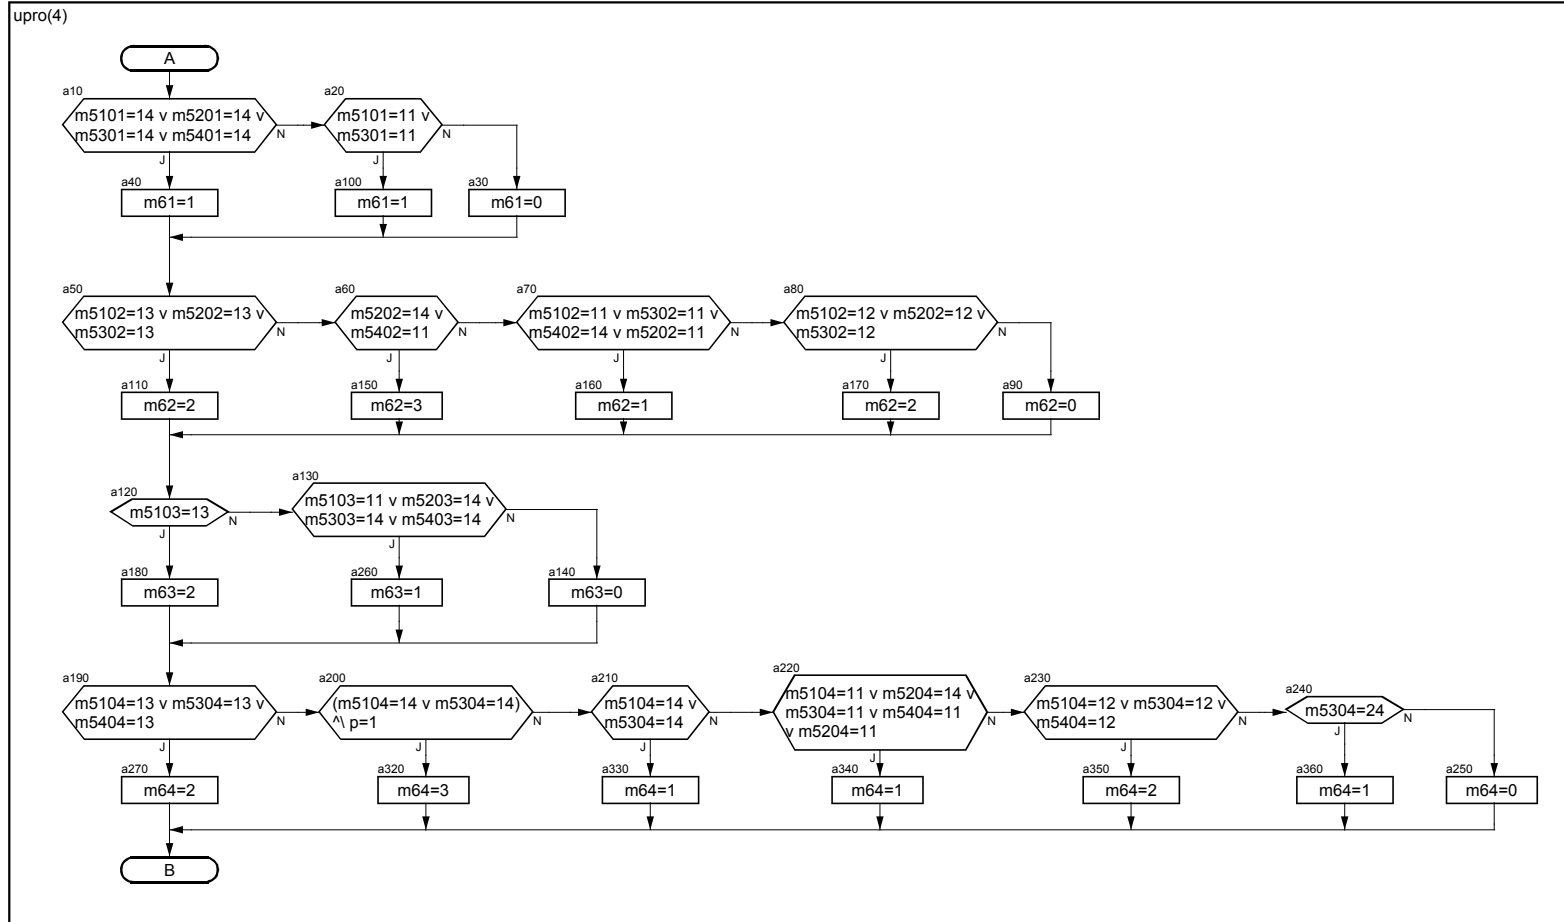 upro(4)
A
a10
m5101=14 v m5201=14 v
m5301=14 v m5401=14
N
J
a20
m5101=11 v
m5301=11
N
J
a40
m61=1
a100
m61=1
a30
m61=0
a50
m5102=13 v m5202=13 v
m5302=13
N
J
a60
m5202=14 v
m5402=11
N
J
a70
m5102=11 v m5302=11 v
m5402=14 v m5202=11
N
J
a80
m5102=12 v m5202=12 v
m5302=12
N
J
a110
m62=2
a150
m62=3
a160
m62=1
a170
m62=2
a90
m62=0
a120
m5103=13
N
J
a130
m5103=11 v m5203=14 v
m5303=14 v m5403=14
N
J
a180
m63=2
a260
m63=1
a140
m63=0
a190
m5104=13 v m5304=13 v
m5404=13
N
J
a200
(m5104=14 v m5304=14)
^\ p=1
N
J
a210
m5104=14 v
m5304=14
N
J
a220
m5104=11 v m5204=14 v
m5304=11 v m5404=11
v m5204=11
N
J
a230
m5104=12 v m5304=12 v
m5404=12
N
J
a240
m5304=24
N
J
a270
m64=2
a320
m64=3
a330
m64=1
a340
m64=1
a350
m64=2
a360
m64=1
a250
m64=0
B